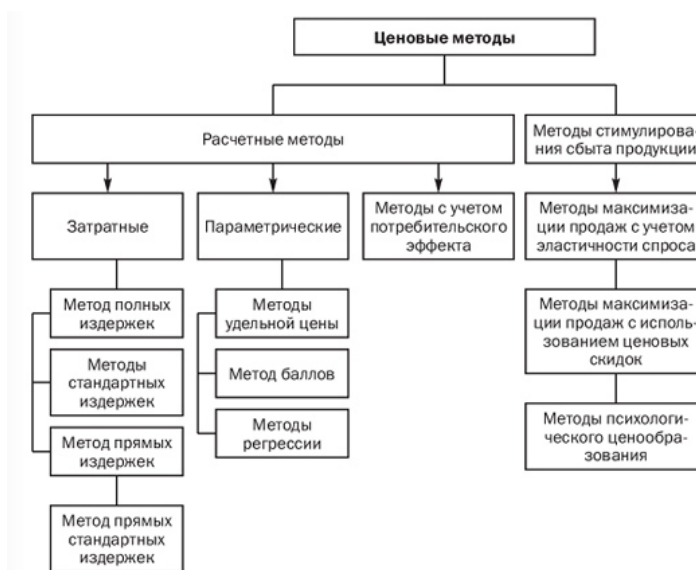 Ценовые методы
Расчетные методы
Методы стимулирова-
ния сбыта продукции
Затратные
Параметрические
Методы с учетом
потребительского
эффекта
Методы максимиза-
ции продаж с учетом
эластичности спроса
Метод полных
издержек
Методы
стандартных
издержек
Метод прямых
издержек
Метод прямых
стандартных
издержек
Методы
удельной цены
Метод баллов
Методы
регрессии
Методы максимиза-
ции продаж с исполь-
зованием ценовых
скидок
Методы психологи-
ческого ценообра-
зования